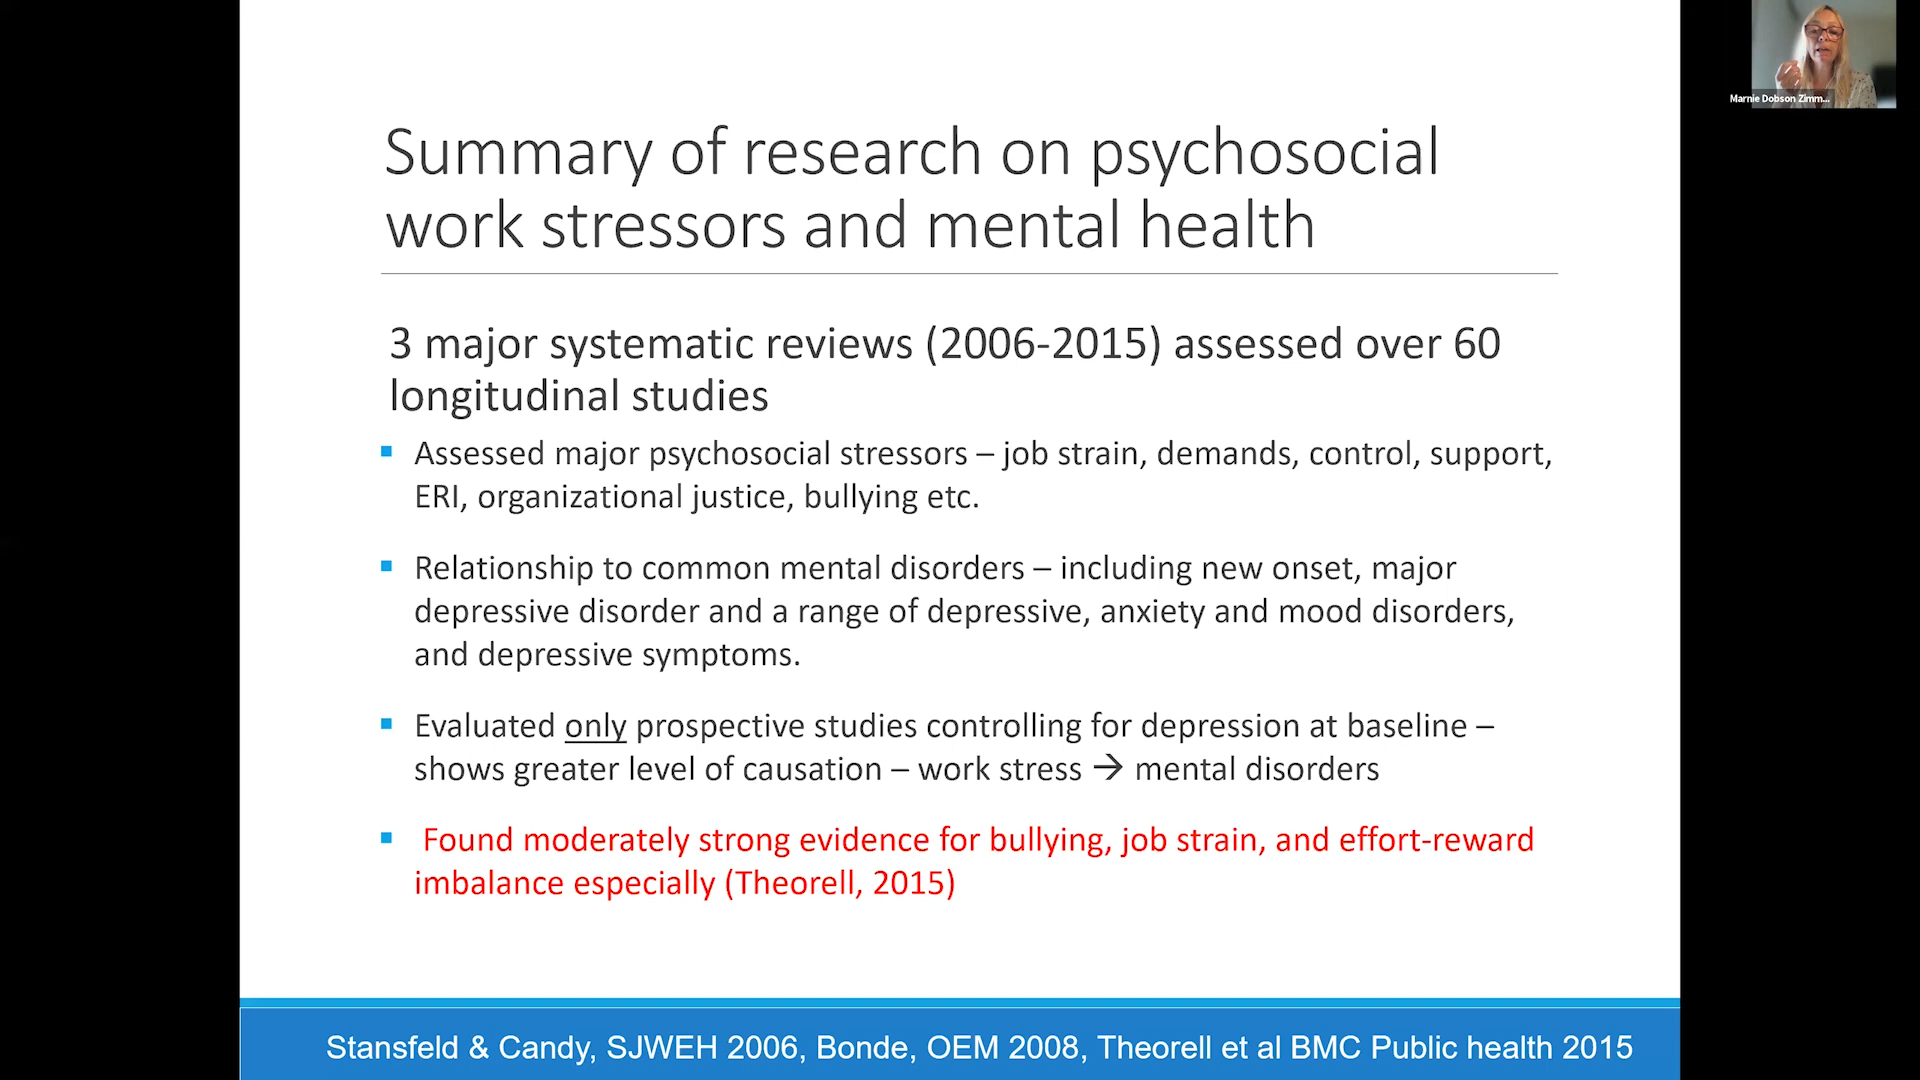 Marnie Dobson Zimm...
Summary of research on psychosocial
work stressors and mental health
3 major systematic reviews (2006-2015) assessed over 60
longitudinal studies
Assessed major psychosocial stressors – job strain, demands, control, support,
ERI, organizational justice, bullying etc.
Relationship to common mental disorders – including new onset, major
depressive disorder and a range of depressive, anxiety and mood disorders,
and depressive symptoms.
Evaluated only prospective studies controlling for depression at baseline –
shows greater level of causation – work stress → mental disorders
Found moderately strong evidence for bullying, job strain, and effort-reward
imbalance especially (Theorell, 2015)
Stansfeld & Candy, SJWEH 2006, Bonde, OEM 2008, Theorell et al BMC Public health 2015